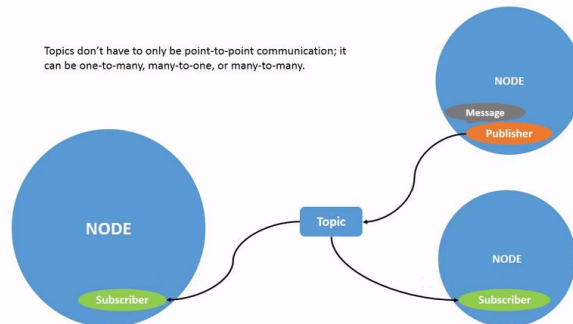 Topics don't have to only be point-to-point communication; it
can be one-to-many, many-to-one, or many-to-many.
NODE
Message
Publisher
NODE
Topic
NODE
Subscriber
Subscriber